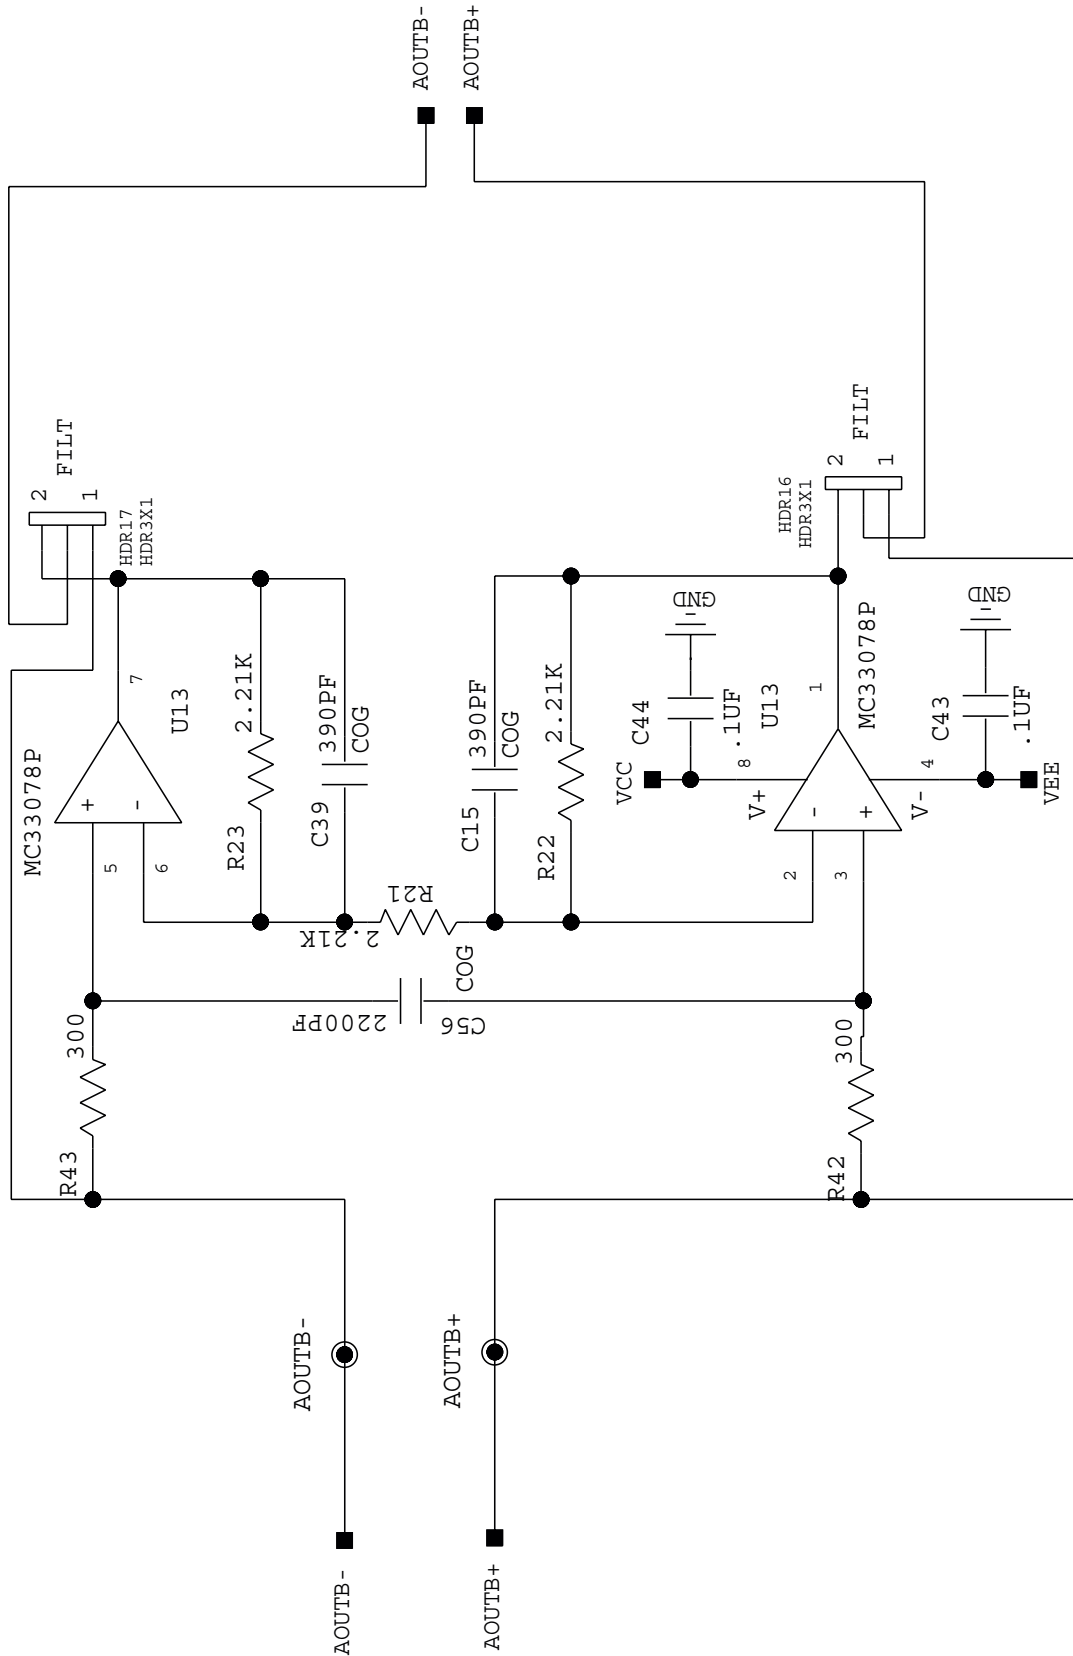 AOUTB-
AOUTB+
FILT
2
1
HDR17
HDR3X1
FILT
2
1
HDR16
HDR3X1
GND
GND
MC33078P
7
U13
2.21K
390PF
COG
390PF
COG
2.21K
C44
.1UF
U13
1
MC33078P
C43
.1UF
VCC
8
V+
4
V-
VEE
+
-
-
+
5
6
R23
C39
C15
R22
2
3
R21
2.21K
COG
2200PF
C56
300
300
R43
R42
AOUTB-
AOUTB+
AOUTB-
AOUTB+